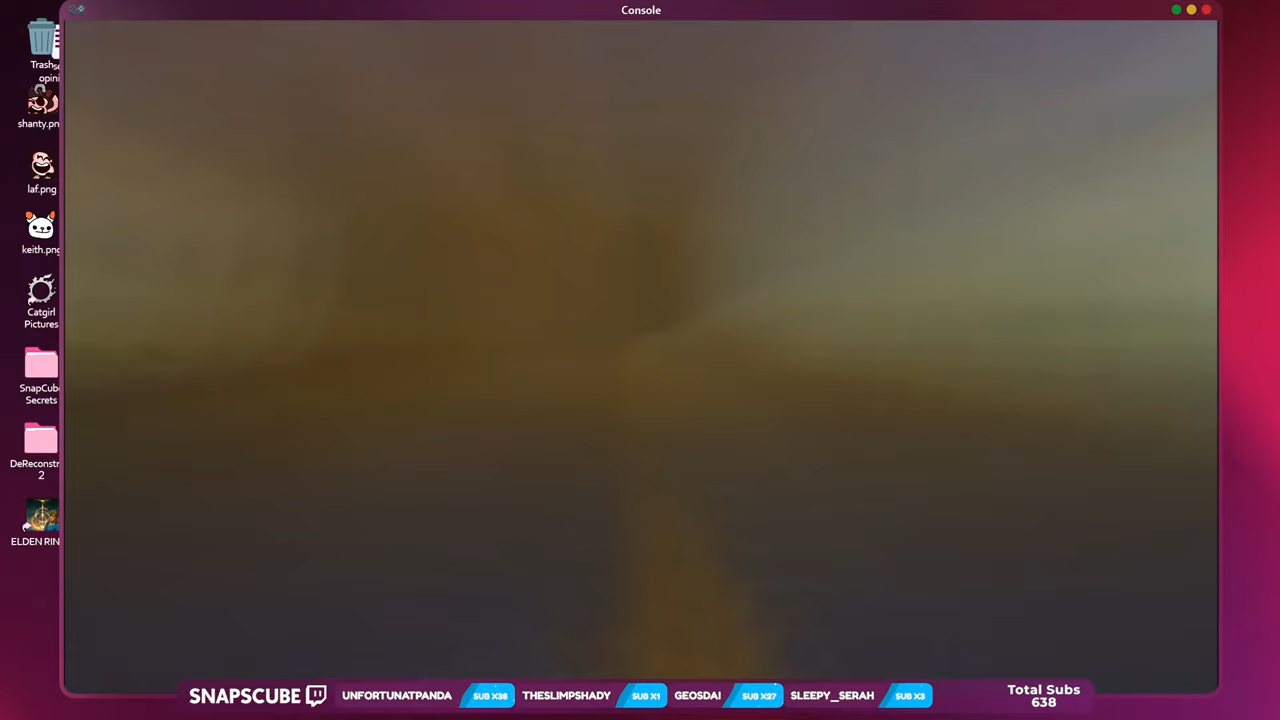 Console
Trash
opini
shanty.pn
laf.png
keith.png
Catgirl
Pictures
SnapCub
Secrets
DeReconstr
2
ELDEN RIN
SNAPSCUBE
UNFORTUNATPANDA SUB X38 THESLIMPSHADY SUB X1 GEOSDAI SUB X27 SLEEPY_SERAH SUB X3
Total Subs
638